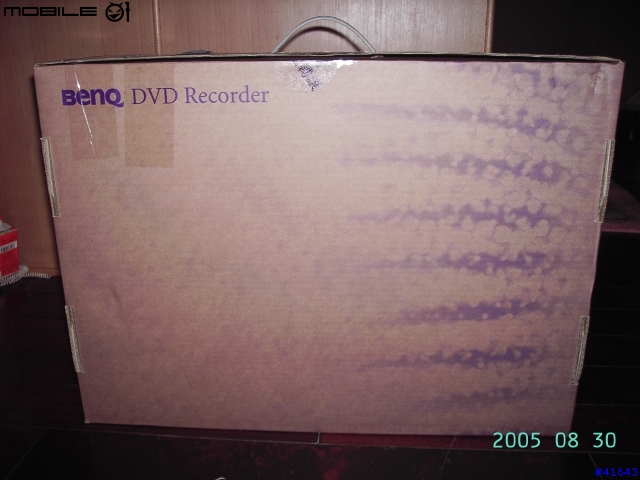 MOBILE 01
BenQ DVD Recorder
2005 08 30
#41643